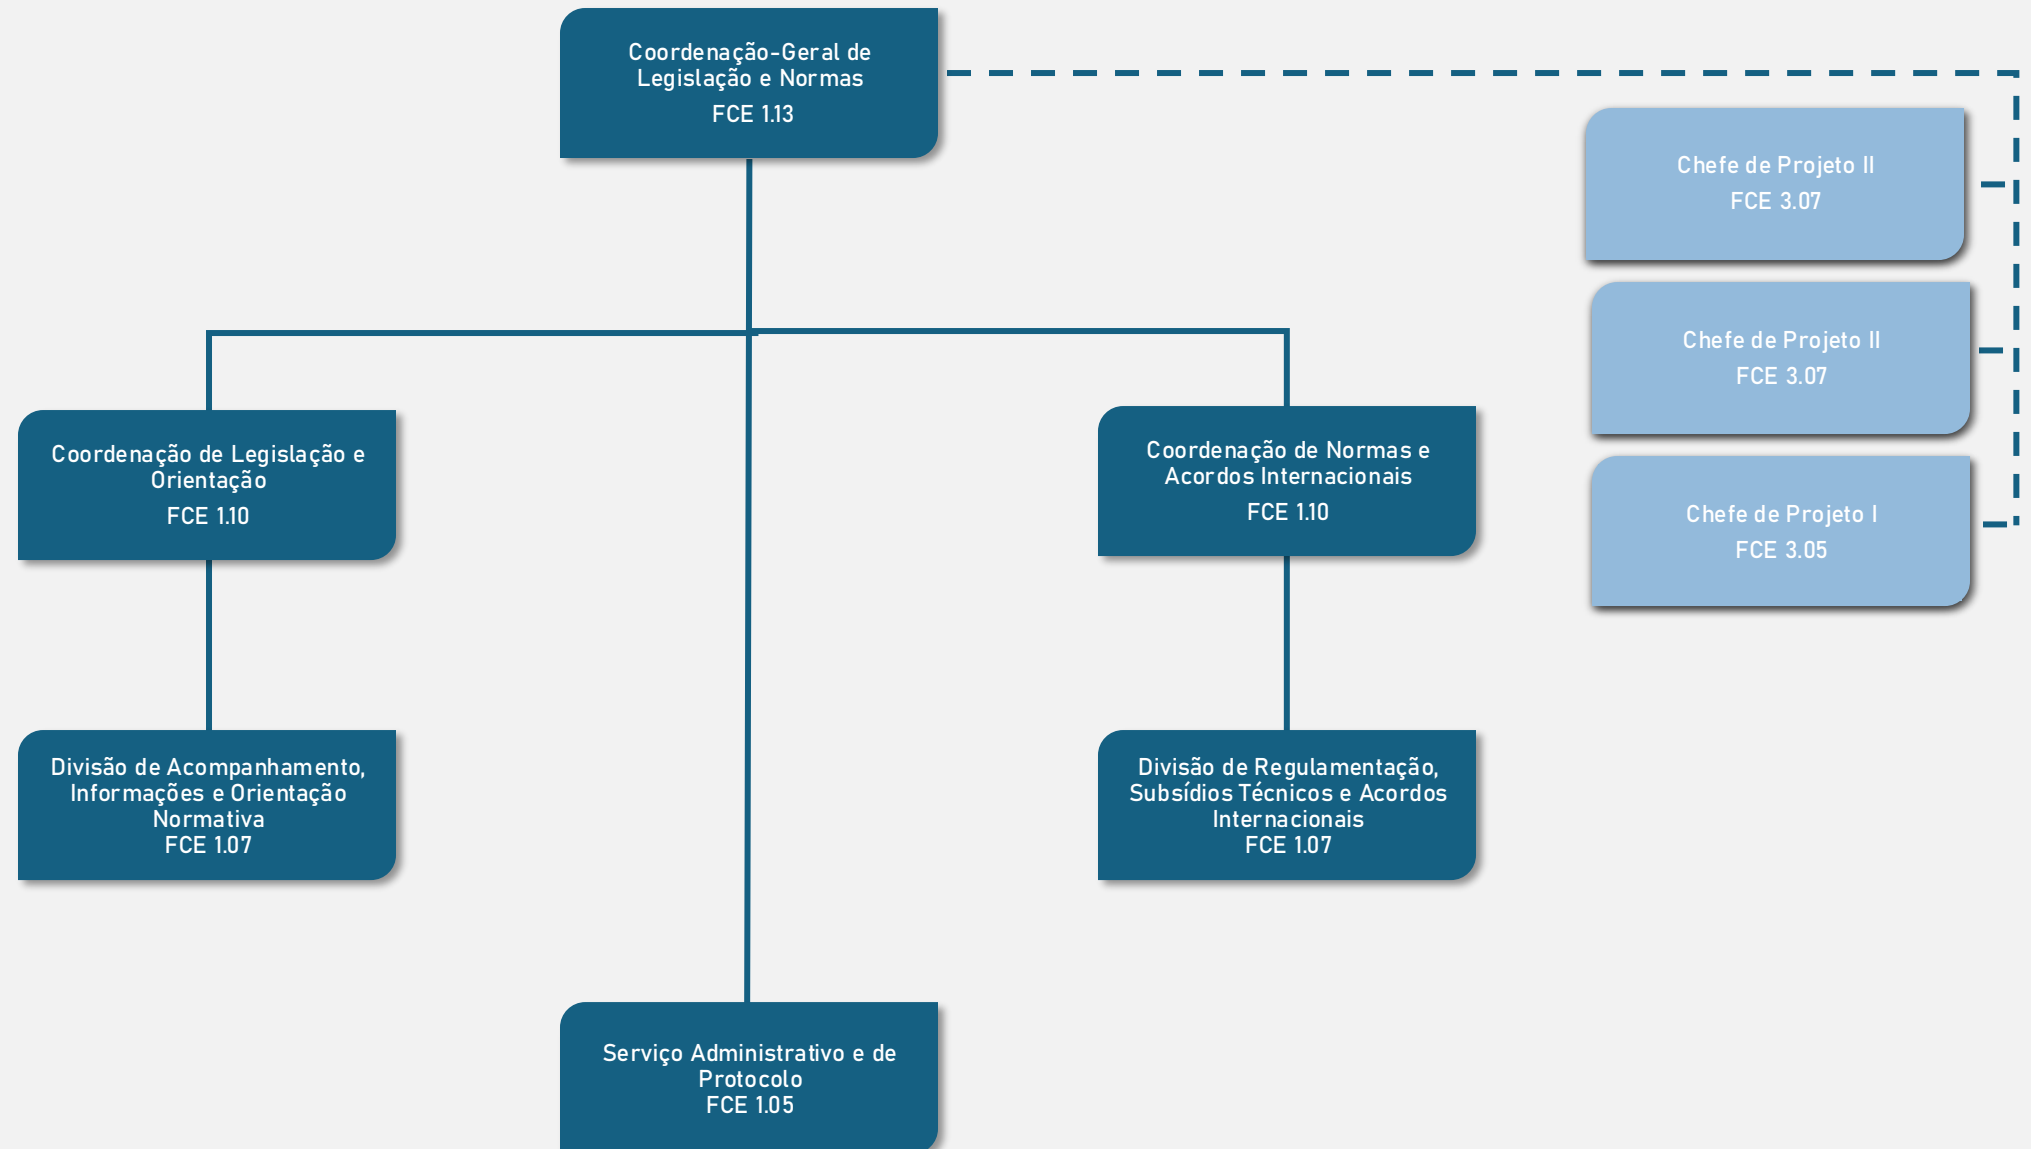 Coordenação-Geral de
Legislação e Normas
FCE 1.13
Chefe de Projeto II
FCE 3.07
Chefe de Projeto II
FCE 3.07
Chefe de Projeto I
FCE 3.05
Coordenação de Legislação e
Orientação
FCE 1.10
Coordenação de Normas e
Acordos Internacionais
FCE 1.10
Divisão de Acompanhamento,
Informações e Orientação
Normativa
FCE 1.07
Divisão de Regulamentação,
Subsídios Técnicos e Acordos
Internacionais
FCE 1.07
Serviço Administrativo e de
Protocolo
FCE 1.05